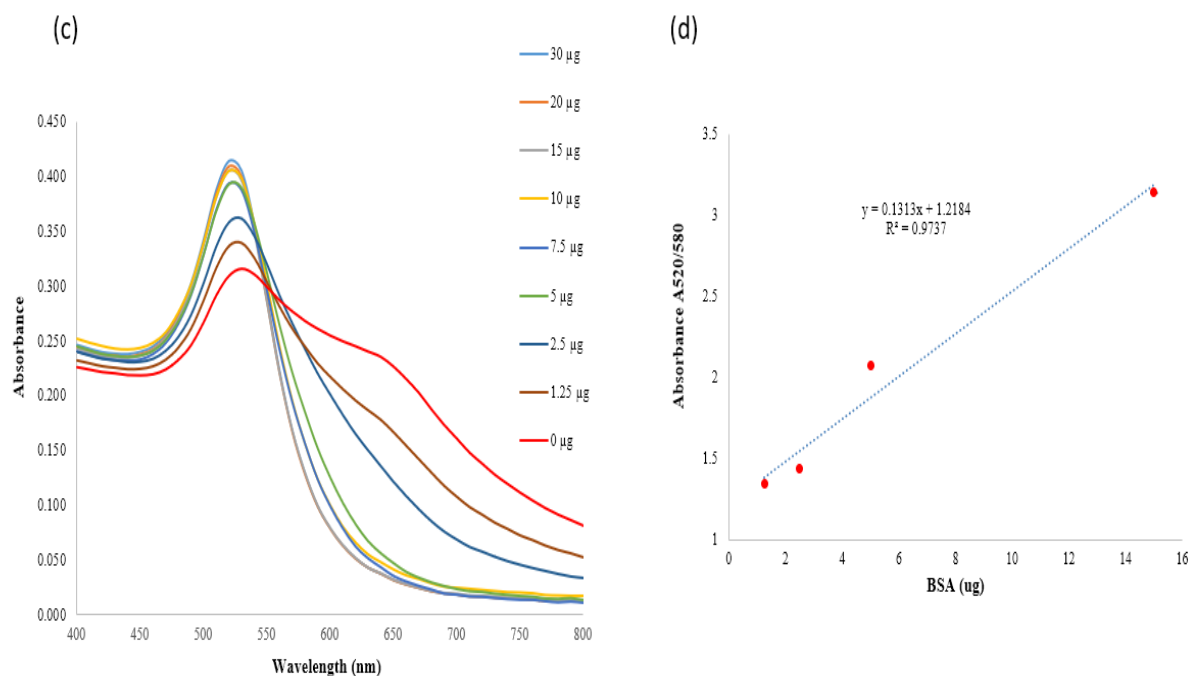 (c)
30 µg
20 µg
15 µg
10 µg
7.5 µg
5 µg
2.5 µg
1.25 µg
0 µg
0.450
0.400
0.350
0.300
0.250
0.200
0.150
0.100
0.050
0.000
Absorbance
400 450 500 550 600 650 700 750 800
Wavelength (nm)
(d)
3.5
3
2.5
2
1.5
1
Absorbance A520/580
y = 0.1313x + 1.2184
R² = 0.9737
0 2 4 6 8 10 12 14 16
BSA (ug)